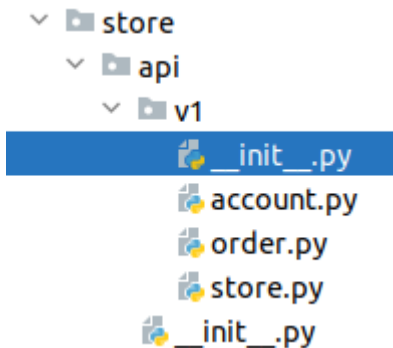 store
api
v1
__init__.py
account.py
order.py
store.py
__init__.py